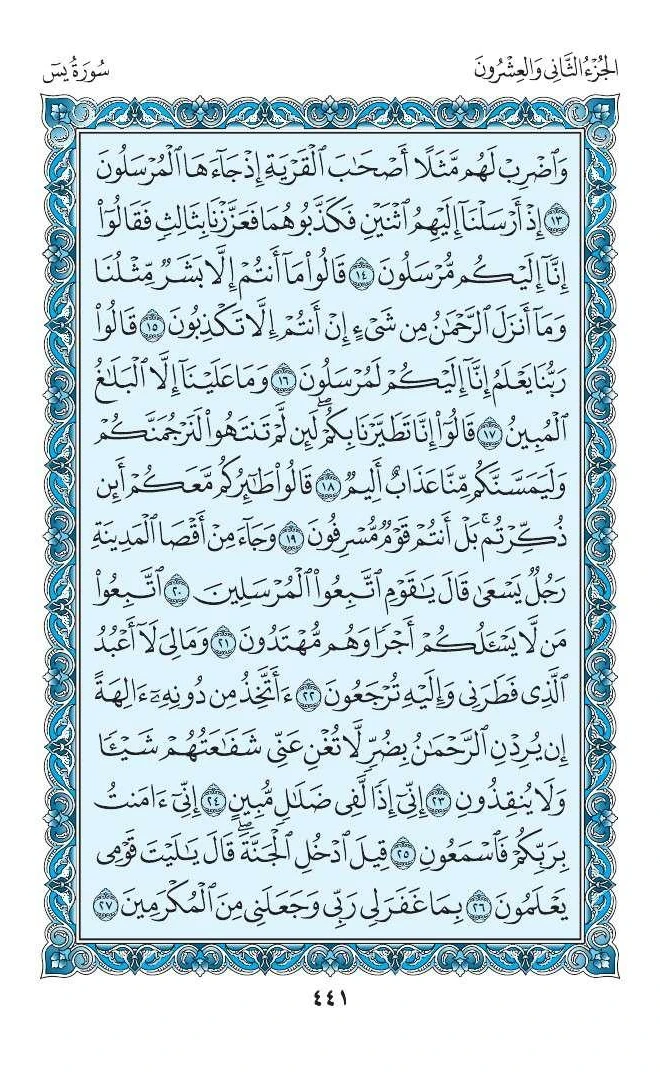 الجُزْءُ الثَّانِي وَالعِشْرُونَ
سُورَةُ يسٓ
وَٱضْرِبْ لَهُم مَّثَلًا أَصْحَٰبَ ٱلْقَرْيَةِ إِذْ جَآءَهَا ٱلْمُرْسَلُونَ
١٣ إِذْ أَرْسَلْنَآ إِلَيْهِمُ ٱثْنَيْنِ فَكَذَّبُوهُمَا فَعَزَّزْنَا بِثَالِثٍ فَقَالُوٓا۟
إِنَّآ إِلَيْكُم مُّرْسَلُونَ ١٤ قَالُوا۟ مَآ أَنتُمْ إِلَّا بَشَرٌ مِّثْلُنَا
وَمَآ أَنزَلَ ٱلرَّحْمَٰنُ مِن شَىْءٍ إِنْ أَنتُمْ إِلَّا تَكْذِبُونَ ١٥ قَالُوا۟
رَبُّنَا يَعْلَمُ إِنَّآ إِلَيْكُمْ لَمُرْسَلُونَ ١٦ وَمَا عَلَيْنَآ إِلَّا ٱلْبَلَٰغُ
ٱلْمُبِينُ ١٧ قَالُوٓا۟ إِنَّا تَطَيَّرْنَا بِكُمْ ۖ لَئِن لَّمْ تَنتَهُوا۟ لَنَرْجُمَنَّكُمْ
وَلَيَمَسَّنَّكُم مِّنَّا عَذَابٌ أَلِيمٌ ١٨ قَالُوا۟ طَٰٓئِرُكُم مَّعَكُمْ ۚ أَئِن
ذُكِّرْتُم ۚ بَلْ أَنتُمْ قَوْمٌ مُّسْرِفُونَ ١٩ وَجَآءَ مِنْ أَقْصَا ٱلْمَدِينَةِ
رَجُلٌ يَسْعَىٰ قَالَ يَٰقَوْمِ ٱتَّبِعُوا۟ ٱلْمُرْسَلِينَ ٢٠ ٱتَّبِعُوا۟
مَن لَّا يَسْـَٔلُكُمْ أَجْرًا وَهُم مُّهْتَدُونَ ٢١ وَمَا لِىَ لَآ أَعْبُدُ
ٱلَّذِى فَطَرَنِى وَإِلَيْهِ تُرْجَعُونَ ٢٢ ءَأَتَّخِذُ مِن دُونِهِۦٓ ءَالِهَةً
إِن يُرِدْنِ ٱلرَّحْمَٰنُ بِضُرٍّ لَّا تُغْنِ عَنِّى شَفَٰعَتُهُمْ شَيْـًٔا
وَلَا يُنقِذُونِ ٢٣ إِنِّىٓ إِذًا لَّفِى ضَلَٰلٍ مُّبِينٍ ٢٤ إِنِّىٓ ءَامَنتُ
بِرَبِّكُمْ فَٱسْمَعُونِ ٢٥ قِيلَ ٱدْخُلِ ٱلْجَنَّةَ ۖ قَالَ يَٰلَيْتَ قَوْمِى
يَعْلَمُونَ ٢٦ بِمَا غَفَرَ لِى رَبِّى وَجَعَلَنِى مِنَ ٱلْمُكْرَمِينَ ٢٧
٤٤١